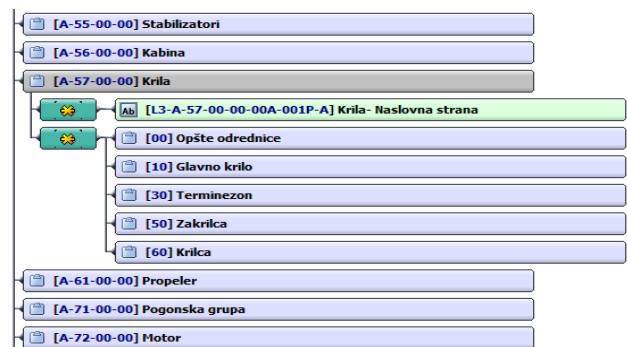 [A-55-00-00] Stabilizatori
[A-56-00-00] Kabina
[A-57-00-00] Krila
Ab [L3-A-57-00-00-00A-001P-A] Krila- Naslovna strana
[00] Opšte odrednice
[10] Glavno krilo
[30] Terminezon
[50] Zakrilca
[60] Krilca
[A-61-00-00] Propeler
[A-71-00-00] Pogonska grupa
[A-72-00-00] Motor